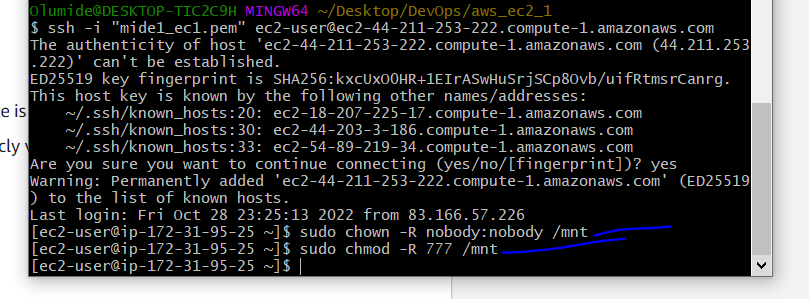 Olumide@DESKTOP-TIC2C9H MINGW64 ~/Desktop/DevOps/aws_ec2_1
$ ssh -i "mide1_ec1.pem" ec2-user@ec2-44-211-253-222.compute-1.amazonaws.com
The authenticity of host 'ec2-44-211-253-222.compute-1.amazonaws.com (44.211.253
.222)' can't be established.
ED25519 key fingerprint is SHA256:kxcUxO0HR+1EIrASwHuSrjSCp8Ovb/uifRtmsrCanrg.
This host key is known by the following other names/addresses:
~/.ssh/known_hosts:20: ec2-18-207-225-17.compute-1.amazonaws.com
~/.ssh/known_hosts:30: ec2-44-203-3-186.compute-1.amazonaws.com
~/.ssh/known_hosts:33: ec2-54-89-219-34.compute-1.amazonaws.com
Are you sure you want to continue connecting (yes/no/[fingerprint])? yes
Warning: Permanently added 'ec2-44-211-253-222.compute-1.amazonaws.com' (ED25519
) to the list of known hosts.
Last login: Fri Oct 28 23:25:13 2022 from 83.166.57.226
[ec2-user@ip-172-31-95-25 ~]$ sudo chown -R nobody:nobody /mnt
[ec2-user@ip-172-31-95-25 ~]$ sudo chmod -R 777 /mnt
[ec2-user@ip-172-31-95-25 ~]$
e is